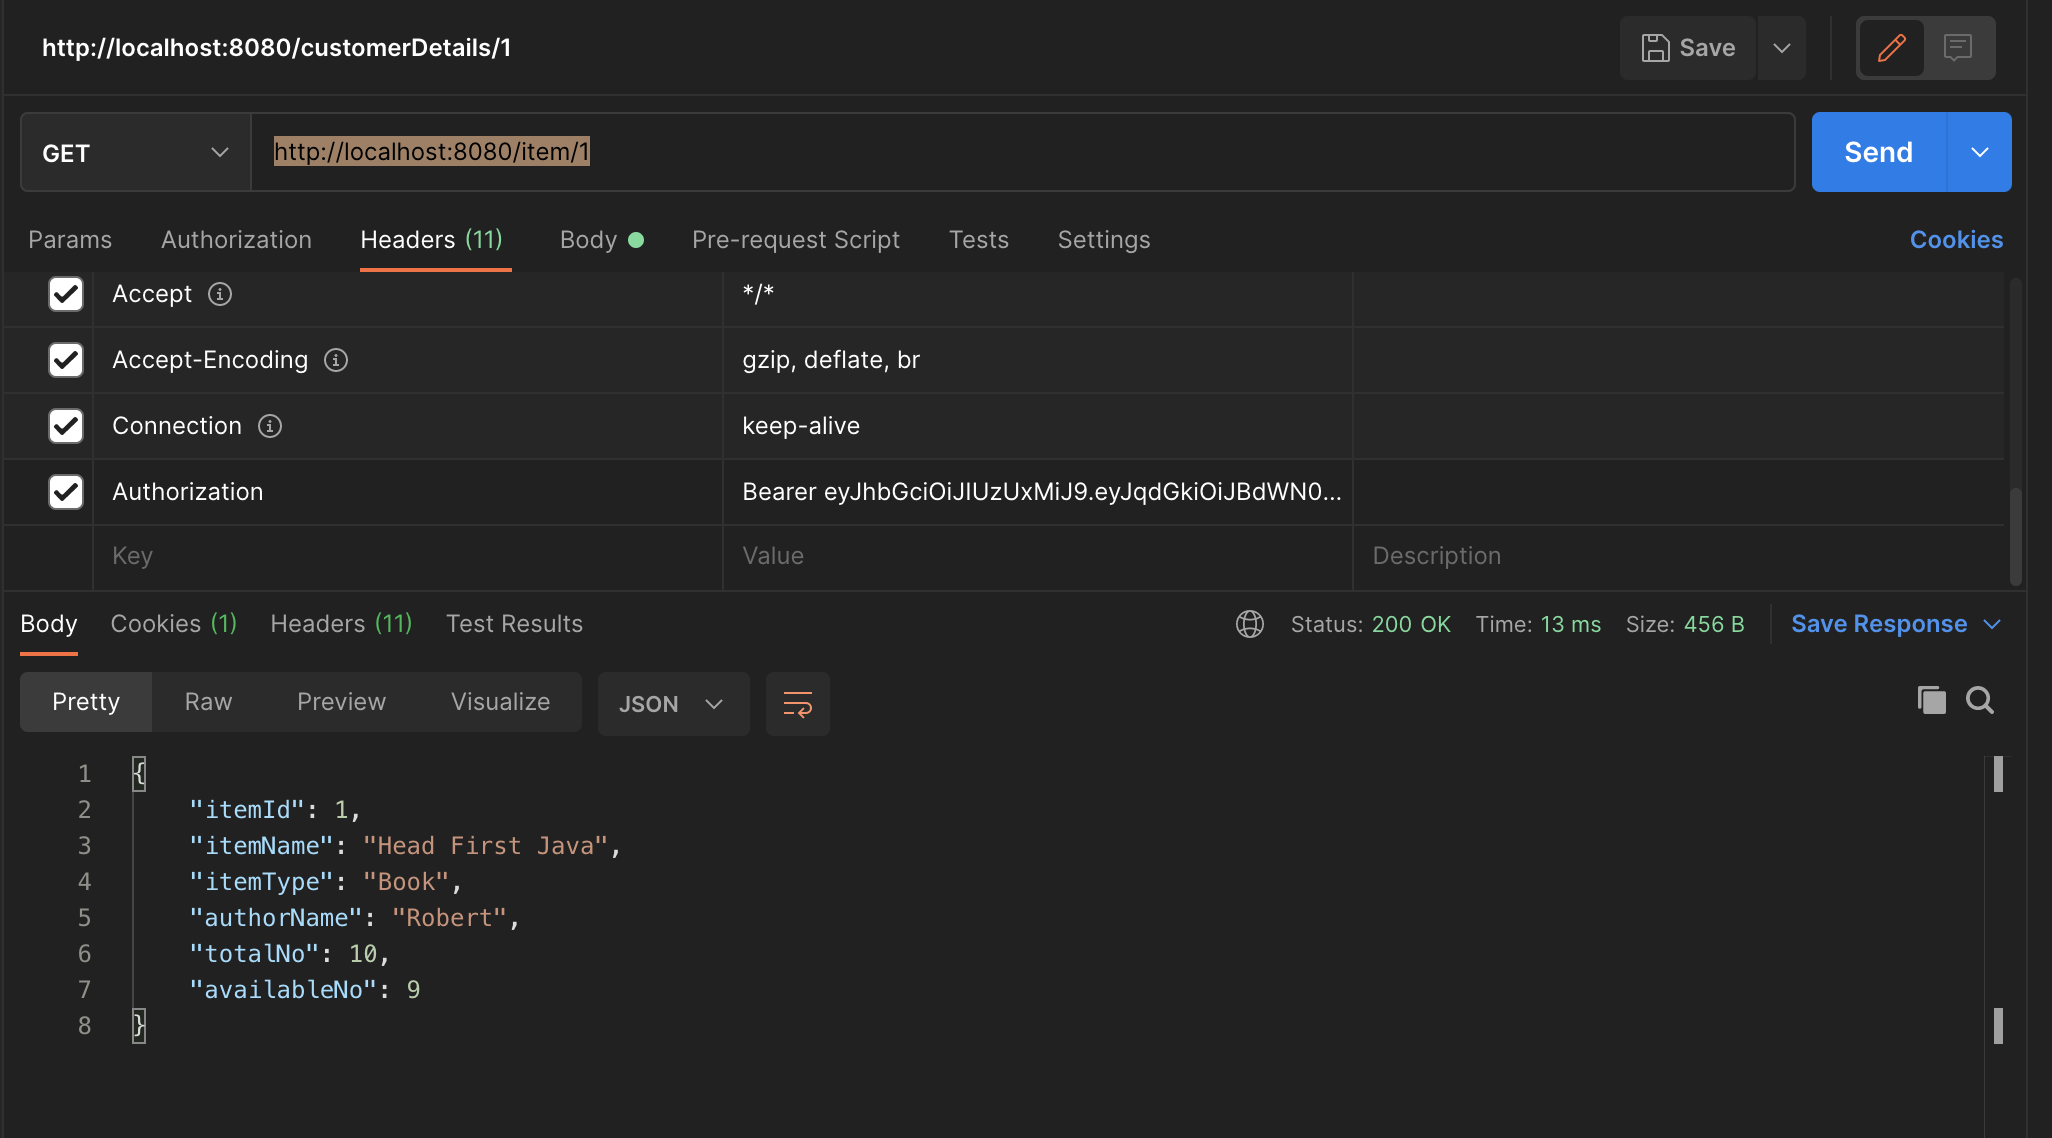 http://localhost:8080/customerDetails/1
Save
GET
http://localhost:8080/item/1
Send
Params Authorization Headers (11) Body Pre-request Script Tests Settings Cookies
Accept */*
Accept-Encoding gzip, deflate, br
Connection keep-alive
Authorization Bearer eyJhbGciOiJIUzUxMiJ9.eyJqdGkiOiJBdWN0...
Key Value Description
Body Cookies (1) Headers (11) Test Results Status: 200 OK Time: 13 ms Size: 456 B Save Response
Pretty Raw Preview Visualize JSON
1 {
2 "itemId": 1,
3 "itemName": "Head First Java",
4 "itemType": "Book",
5 "authorName": "Robert",
6 "totalNo": 10,
7 "availableNo": 9
8 }